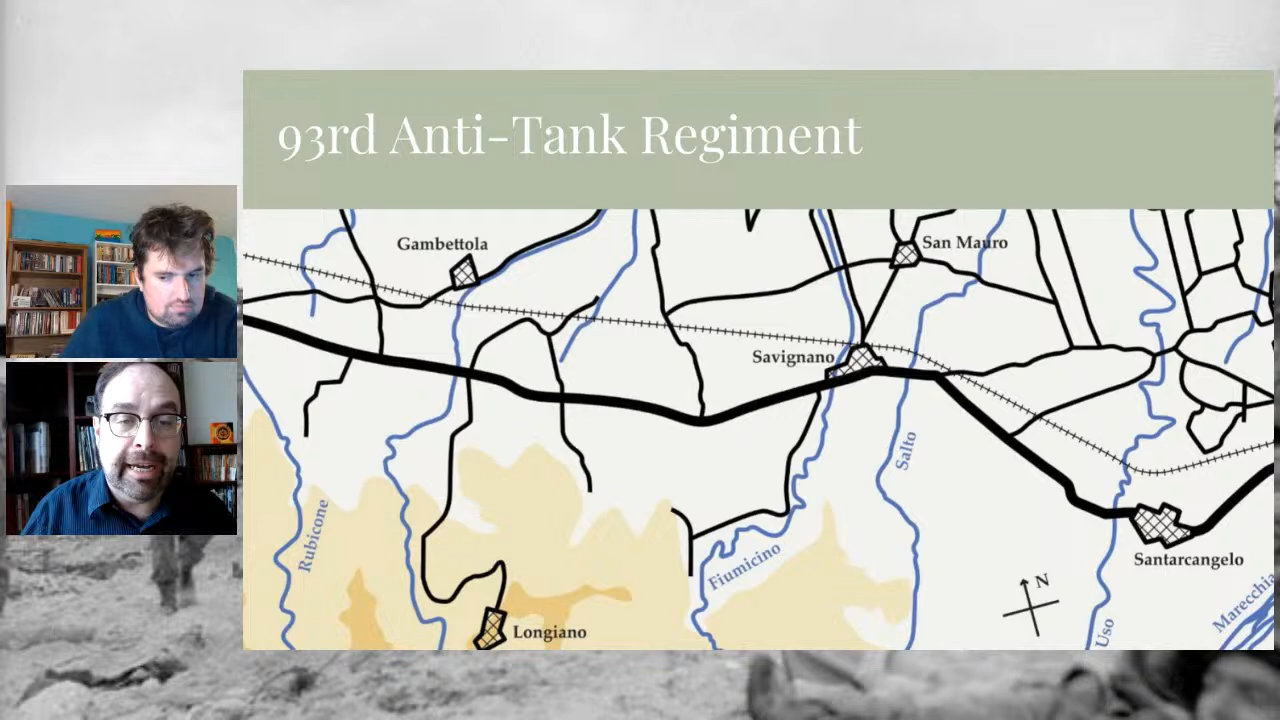 93rd Anti-Tank Regiment
Gambettola
San Mauro
Savignano
Salto
Rubicone
Fiumicino
N
Santarcangelo
Marecchia
Uso
Longiano